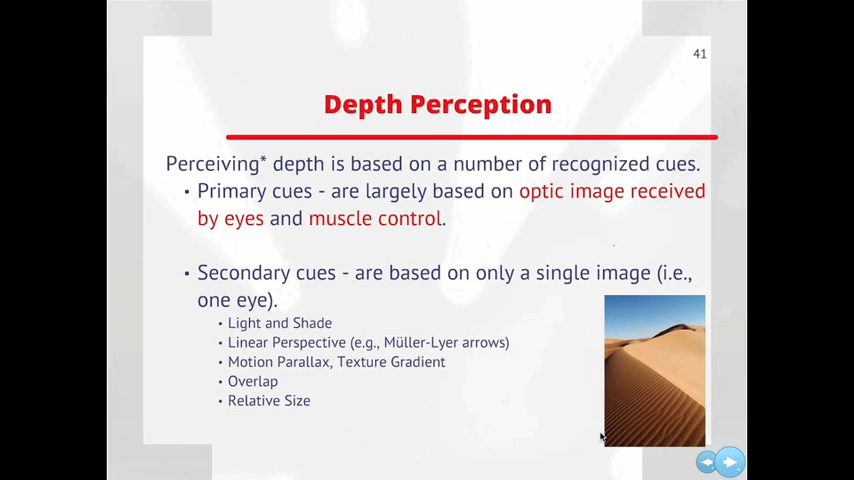 41
Depth Perception
Perceiving* depth is based on a number of recognized cues.
• Primary cues - are largely based on optic image received
by eyes and muscle control.
• Secondary cues - are based on only a single image (i.e.,
one eye).
• Light and Shade
• Linear Perspective (e.g., Müller-Lyer arrows)
• Motion Parallax, Texture Gradient
• Overlap
• Relative Size